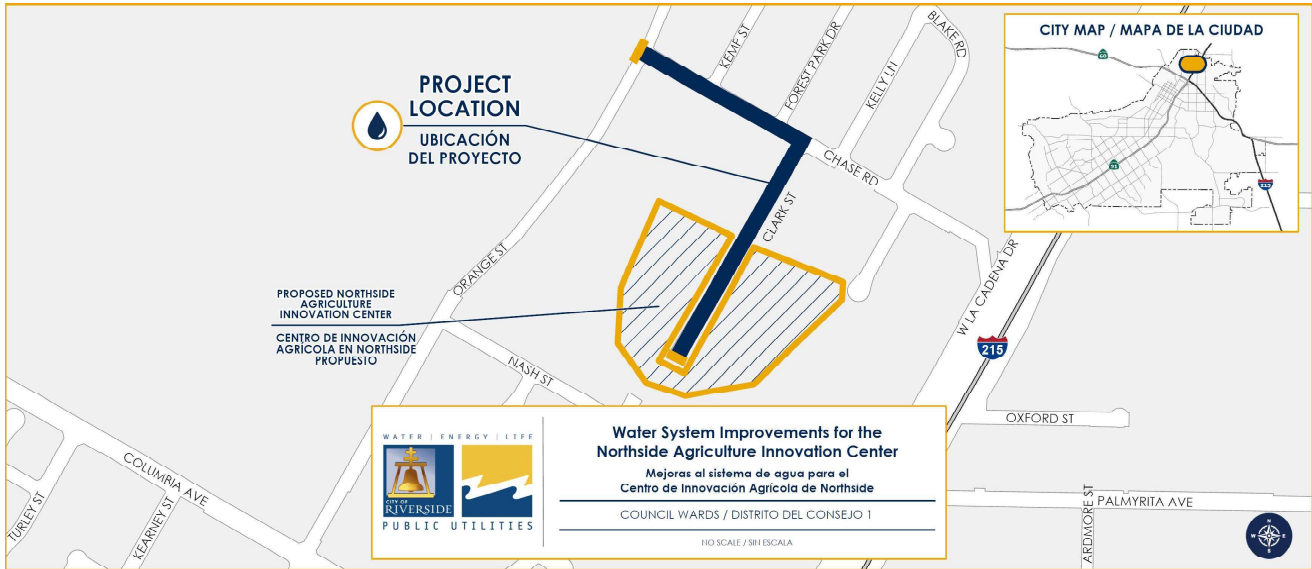 CITY MAP / MAPA DE LA CIUDAD
60
91
215
BLAKE RD
KEMP ST
FOREST PARK DR
KELLY LN
PROJECT
LOCATION
UBICACIÓN
DEL PROYECTO
CHASE RD
CLARK ST
ORANGE ST
W LA CADENA DR
215
PROPOSED NORTHSIDE
AGRICULTURE
INNOVATION CENTER
CENTRO DE INNOVACIÓN
AGRÍCOLA EN NORTHSIDE
PROPUESTO
NASH ST
OXFORD ST
COLUMBIA AVE
TURLEY ST
KEARNEY ST
PALMYRITA AVE
ARDMORE ST
WATER | ENERGY | LIFE
CITY OF
RIVERSIDE
PUBLIC UTILITIES
Water System Improvements for the
Northside Agriculture Innovation Center
Mejoras al sistema de agua para el
Centro de Innovación Agrícola de Northside
COUNCIL WARDS / DISTRITO DEL CONSEJO 1
NO SCALE / SIN ESCALA
N
W
E
S